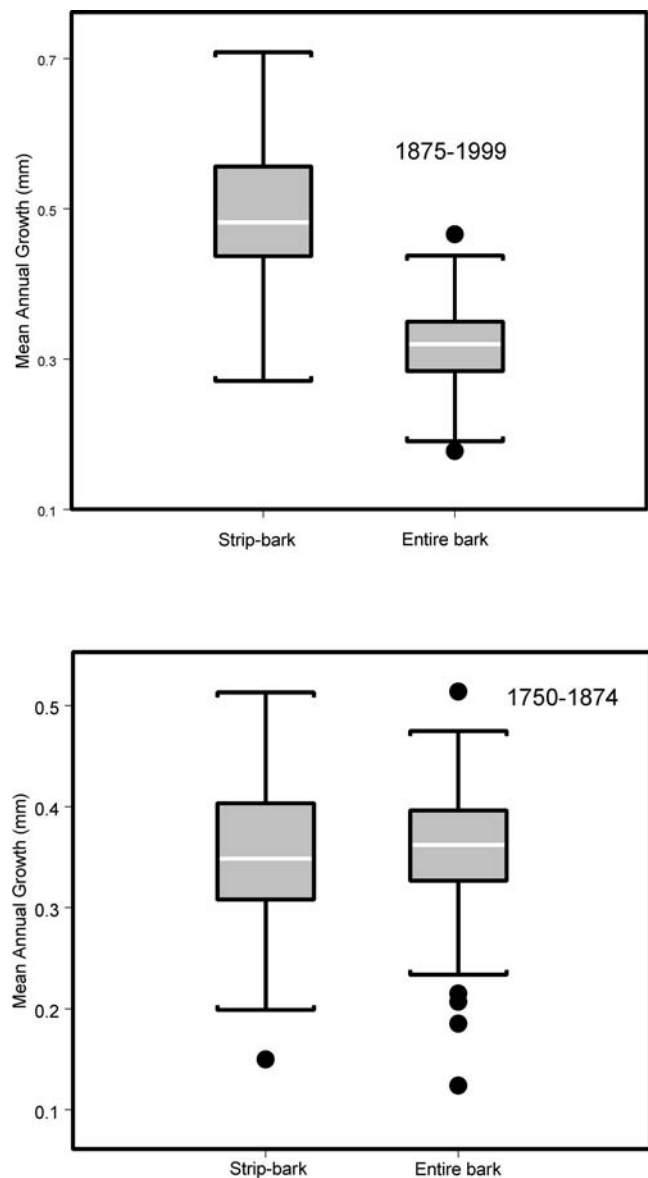 Mean Annual Growth (mm)
0.7
0.5
0.3
0.1
1875-1999
Strip-bark Entire bark
Mean Annual Growth (mm)
0.5
0.4
0.3
0.2
0.1
1750-1874
Strip-bark Entire bark